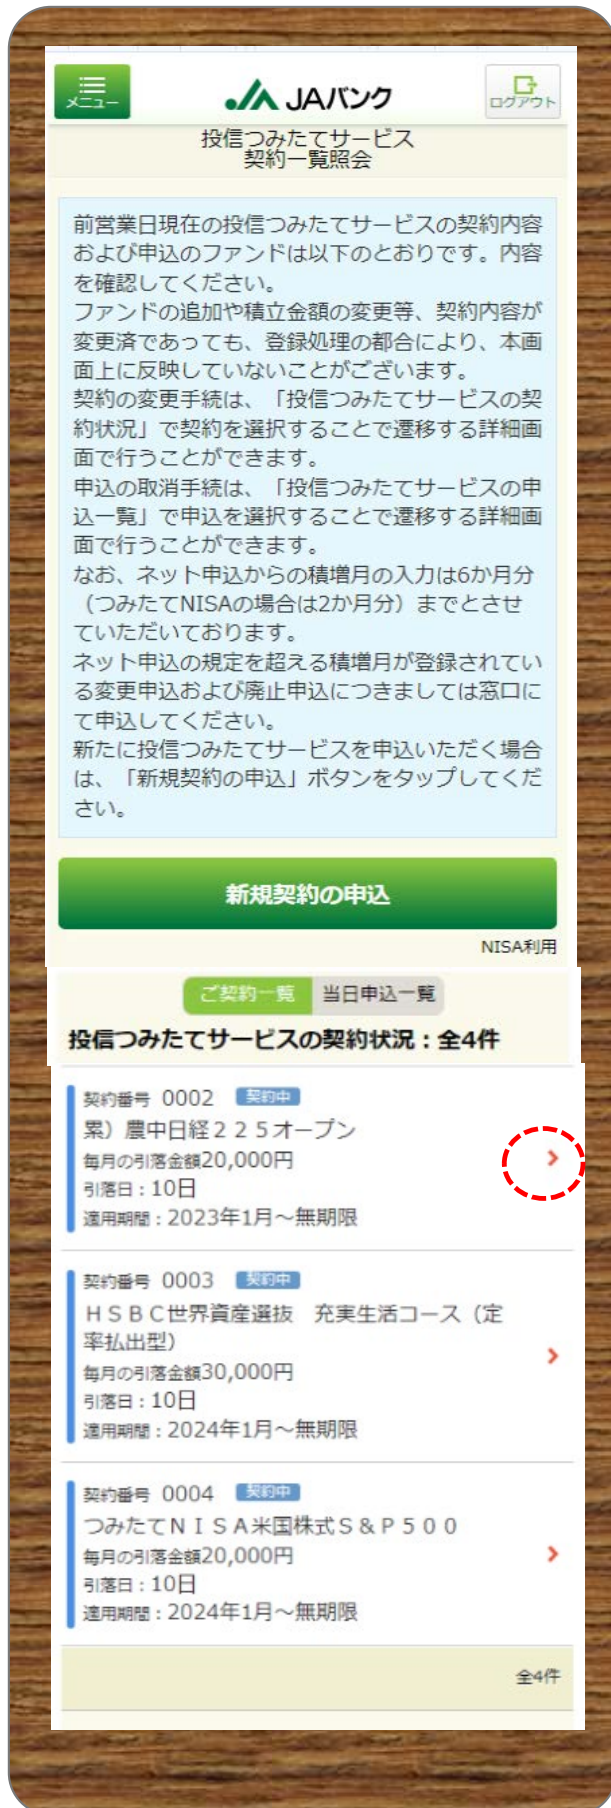 メニュー
JAバンク
ログアウト
投信つみたてサービス
契約一覧照会
前営業日現在の投信つみたてサービスの契約内容
および申込のファンドは以下のとおりです。内容
を確認してください。
ファンドの追加や積立金額の変更等、契約内容が
変更済であっても、登録処理の都合により、本画
面上に反映していないことがございます。
契約の変更手続は、「投信つみたてサービスの契
約状況」で契約を選択することで遷移する詳細画
面で行うことができます。
申込の取消手続は、「投信つみたてサービスの申
込一覧」で申込を選択することで遷移する詳細画
面で行うことができます。
なお、ネット申込からの積増月の入力は6か月分
（つみたてNISAの場合は2か月分）までとさせ
ていただいております。
ネット申込の規定を超える積増月が登録されてい
る変更申込および廃止申込につきましては窓口に
て申込してください。
新たに投信つみたてサービスを申込いただく場合
は、「新規契約の申込」ボタンをタップしてくだ
さい。
新規契約の申込
NISA利用
ご契約一覧 当日申込一覧
投信つみたてサービスの契約状況：全4件
契約番号 0002 契約中
累）農中日経２２５オープン
毎月の引落金額20,000円
引落日：10日
適用期間：2023年1月～無期限
契約番号 0003 契約中
ＨＳＢＣ世界資産選抜　充実生活コース（定
率払出型）
毎月の引落金額30,000円
引落日：10日
適用期間：2024年1月～無期限
契約番号 0004 契約中
つみたてＮＩＳＡ米国株式Ｓ＆Ｐ５００
毎月の引落金額20,000円
引落日：10日
適用期間：2024年1月～無期限
全4件